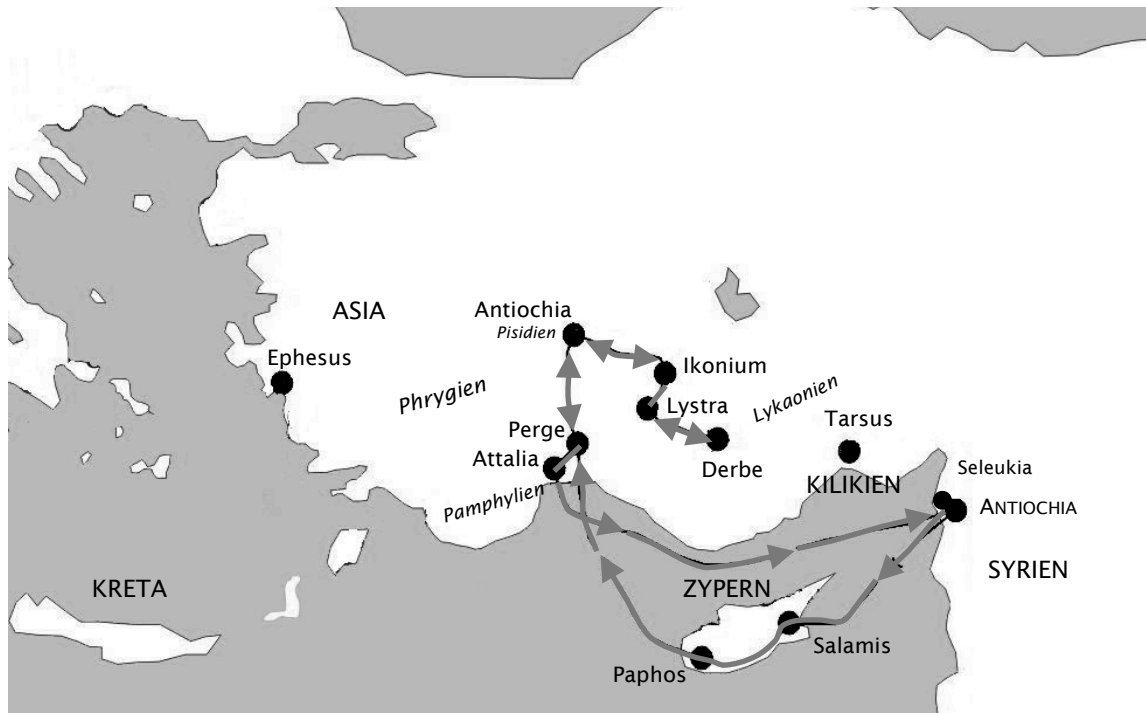 ASIA
Antiochia
Pisidien
Ephesus
Ikonium
Phrygien
Lykaonien
Lystra
Perge
Tarsus
Attalia
Derbe
Seleukia
KILIKIEN
Pamphylien
ANTIOCHIA
SYRIEN
KRETA
ZYPERN
Salamis
Paphos